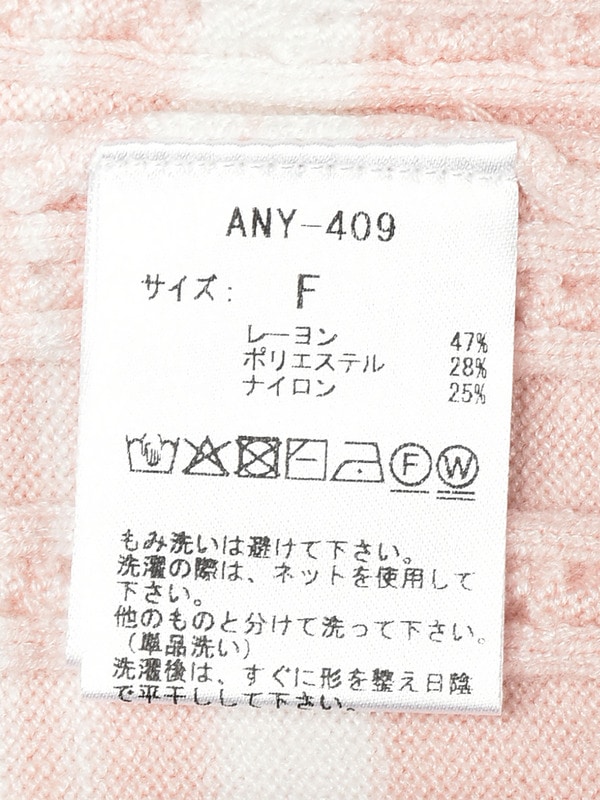 ANY-409
サイズ： F
レーヨン 47%
ポリエステル 28%
ナイロン 25%
F W
もみ洗いは避けて下さい。
洗濯の際は、ネットを使用して
下さい。
他のものと分けて洗って下さい。
（単品洗い）
洗濯後は、すぐに形を整え日陰
で平干しして下さい。